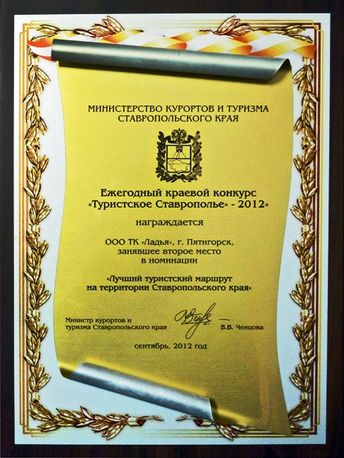 МИНИСТЕРСТВО КУРОРТОВ И ТУРИЗМА
СТАВРОПОЛЬСКОГО КРАЯ
Ежегодный краевой конкурс
«Туристское Ставрополье» - 2012»
награждается
ООО ТК «Ладья», г. Пятигорск,
занявшее второе место
в номинации
«Лучший туристский маршрут
на территории Ставропольского края»
Министр курортов и
туризма Ставропольского края
В.В. Ченцова
сентябрь, 2012 год